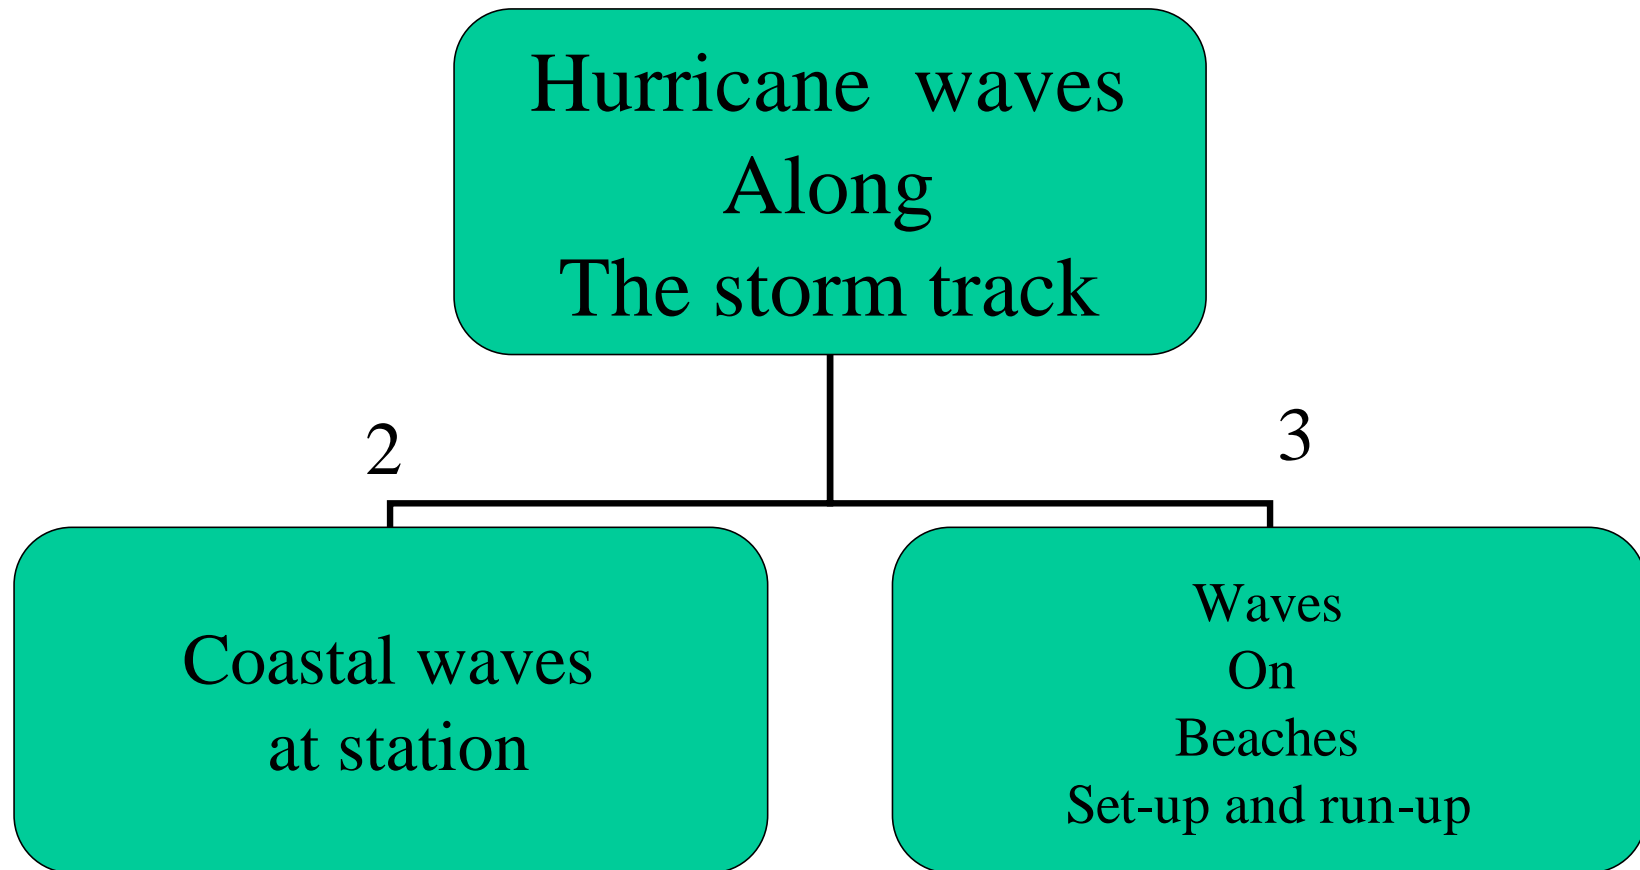 Hurricane waves
Along
The storm track
2
3
Coastal waves
at station
Waves
On
Beaches
Set-up and run-up